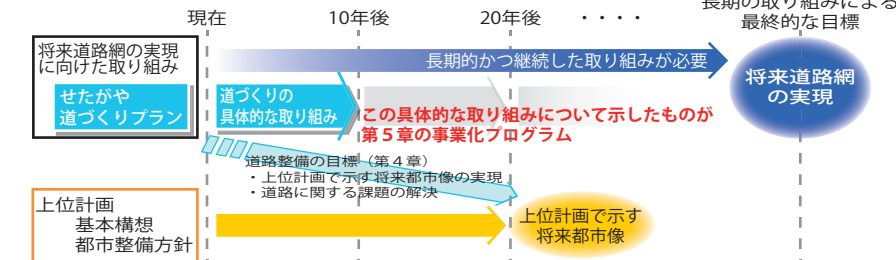 長期の取り組みによる
最終的な目標
現在
10年後
20年後
・・・・
将来道路網の実現
に向けた取り組み
長期的かつ継続した取り組みが必要
将来道路網
の実現
せたがや
道づくりプラン
道づくりの
具体的な取り組み
この具体的な取り組みについて示したものが
第５章の事業化プログラム
道路整備の目標（第４章）
・上位計画で示す将来都市像の実現
・道路に関する課題の解決
上位計画
基本構想
都市整備方針
上位計画で示す
将来都市像